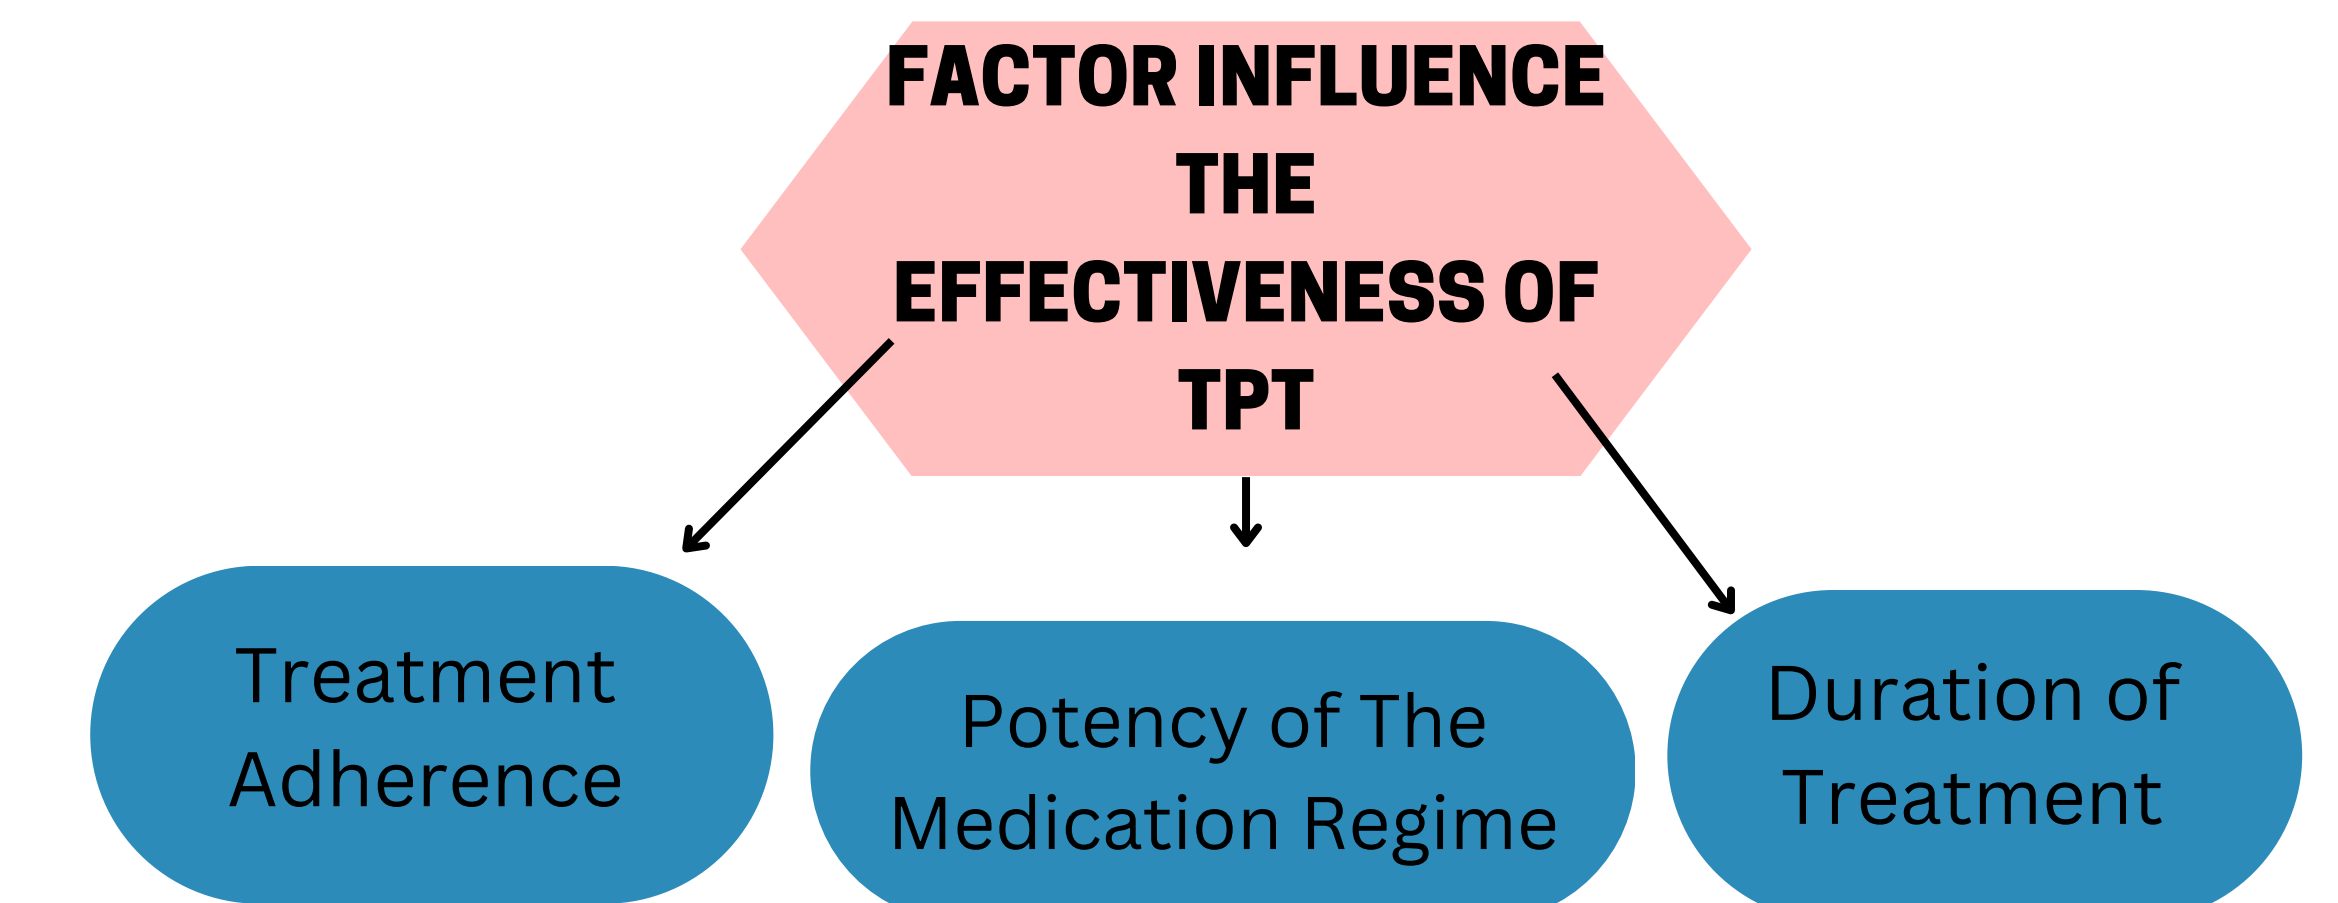 FACTOR INFLUENCE
THE
EFFECTIVENESS OF
TPT
Treatment
Adherence
Potency of The
Medication Regime
Duration of
Treatment